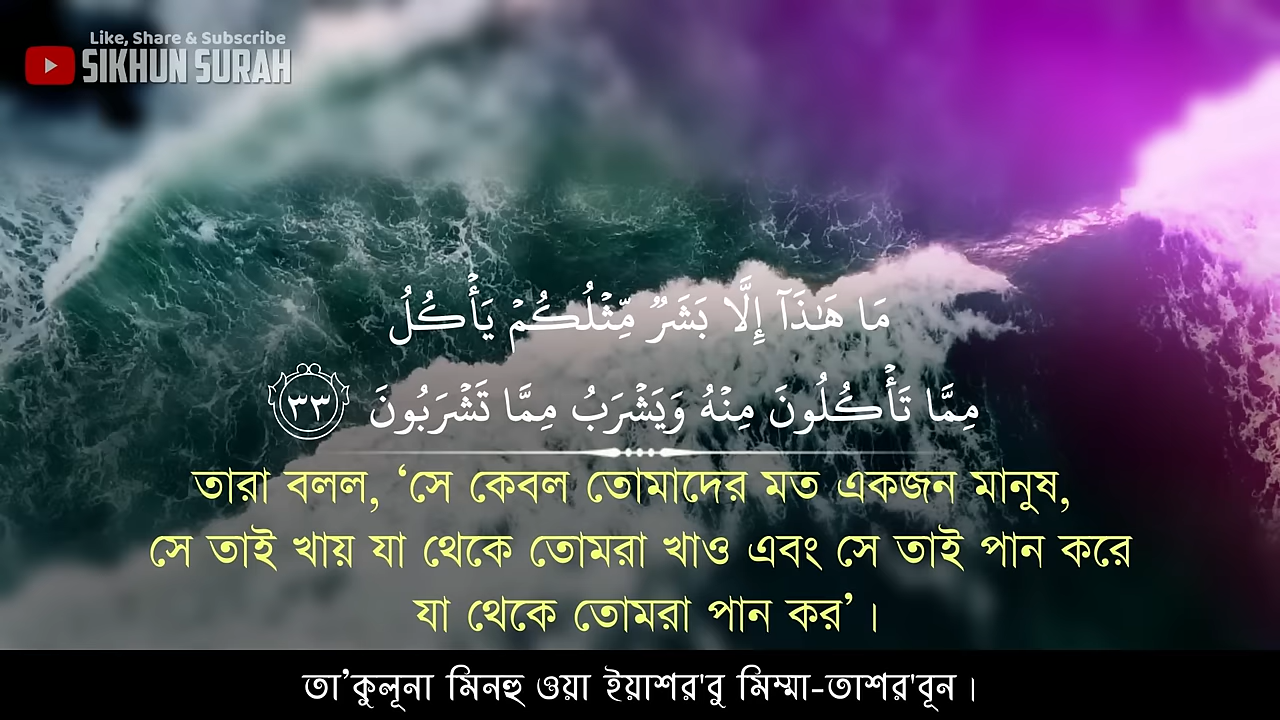 Like, Share & Subscribe
SIKHUN SURAH
مَا هَـٰذَآ إِلَّا بَشَرٌۭ مِّثْلُكُمْ يَأْكُلُ
مِمَّا تَأْكُلُونَ مِنْهُ وَيَشْرَبُ مِمَّا تَشْرَبُونَ ٣٣
তারা বলল, ‘সে কেবল তোমাদের মত একজন মানুষ,
সে তাই খায় যা থেকে তোমরা খাও এবং সে তাই পান করে
যা থেকে তোমরা পান কর’।
তা’কুলূনা মিনহু ওয়া ইয়াশর'বু মিম্মা-তাশর'বূন।